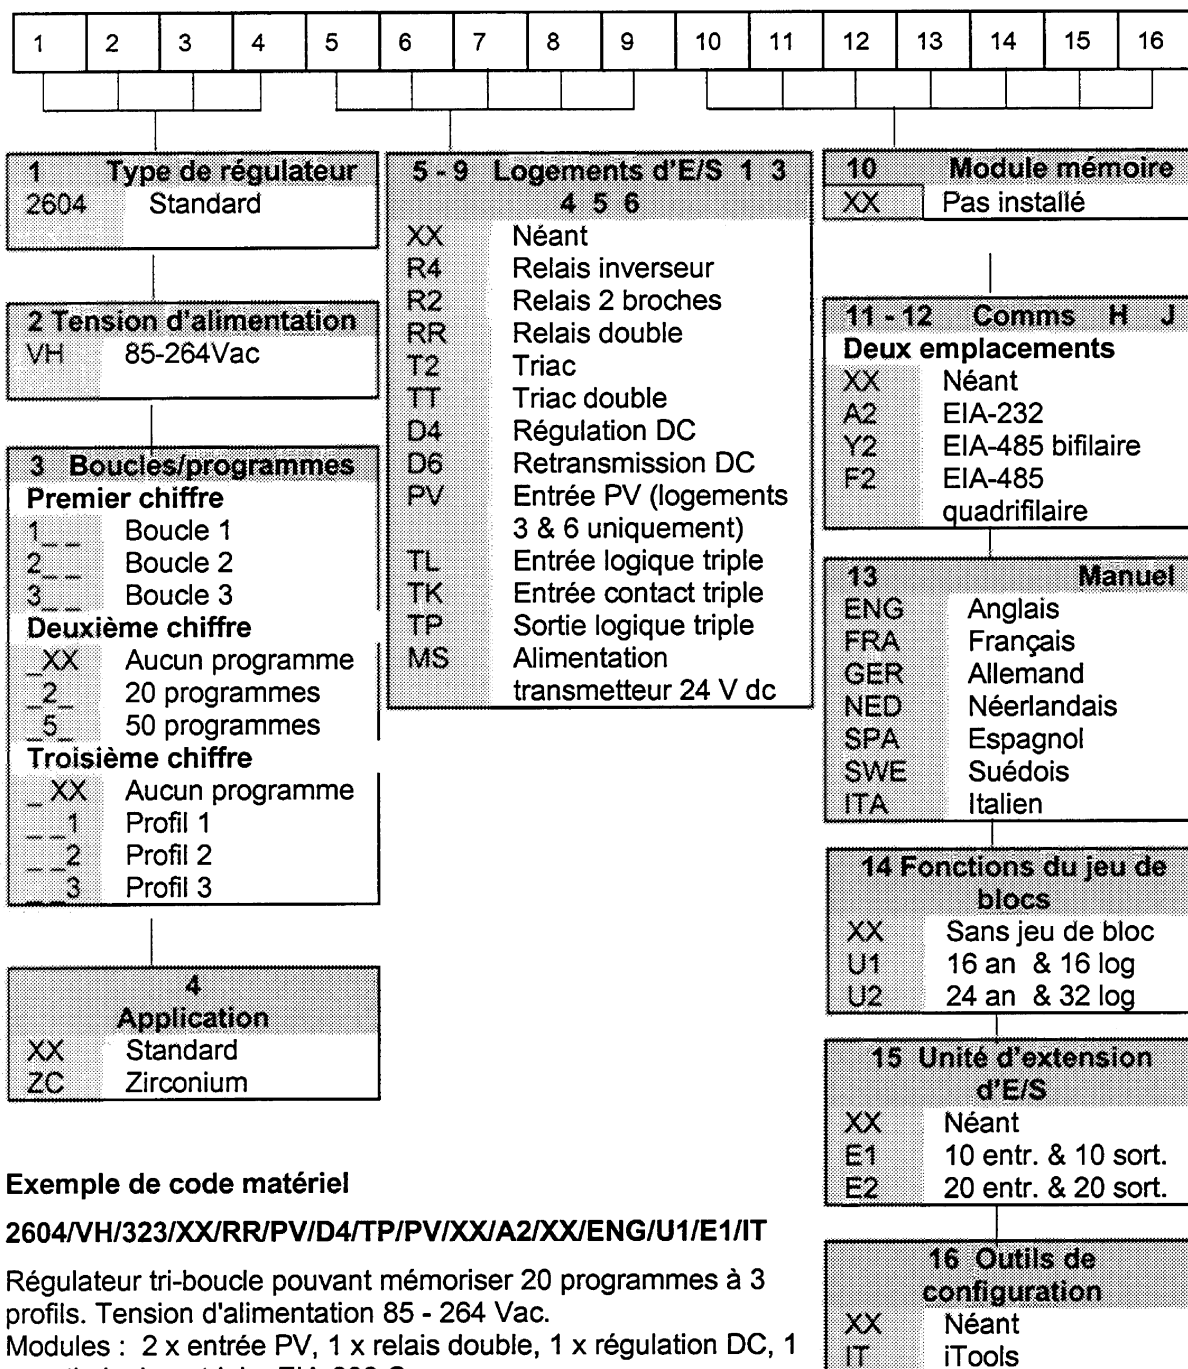 1 2 3 4 5 6 7 8 9 10 11 12 13 14 15 16
1 Type de régulateur
2604 Standard
2 Tension d'alimentation
VH 85-264Vac
3 Boucles/programmes
Premier chiffre
1_ _ Boucle 1
2_ _ Boucle 2
3_ _ Boucle 3
Deuxième chiffre
_XX Aucun programme
_2_ 20 programmes
_5_ 50 programmes
Troisième chiffre
_ XX Aucun programme
_ _1 Profil 1
_ _2 Profil 2
_ _3 Profil 3
4
Application
XX Standard
ZC Zirconium
5 - 9 Logements d'E/S 1 3
4 5 6
XX Néant
R4 Relais inverseur
R2 Relais 2 broches
RR Relais double
T2 Triac
TT Triac double
D4 Régulation DC
D6 Retransmission DC
PV Entrée PV (logements
3 & 6 uniquement)
TL Entrée logique triple
TK Entrée contact triple
TP Sortie logique triple
MS Alimentation
transmetteur 24 V dc
10 Module mémoire
XX Pas installé
11 - 12 Comms H J
Deux emplacements
XX Néant
A2 EIA-232
Y2 EIA-485 bifilaire
F2 EIA-485
quadrifilaire
13 Manuel
ENG Anglais
FRA Français
GER Allemand
NED Néerlandais
SPA Espagnol
SWE Suédois
ITA Italien
14 Fonctions du jeu de
blocs
XX Sans jeu de bloc
U1 16 an & 16 log
U2 24 an & 32 log
15 Unité d'extension
d'E/S
XX Néant
E1 10 entr. & 10 sort.
E2 20 entr. & 20 sort.
16 Outils de
configuration
XX Néant
IT iTools
Exemple de code matériel
2604/VH/323/XX/RR/PV/D4/TP/PV/XX/A2/XX/ENG/U1/E1/IT
Régulateur tri-boucle pouvant mémoriser 20 programmes à 3
profils. Tension d'alimentation 85 - 264 Vac.
Modules : 2 x entrée PV, 1 x relais double, 1 x régulation DC, 1